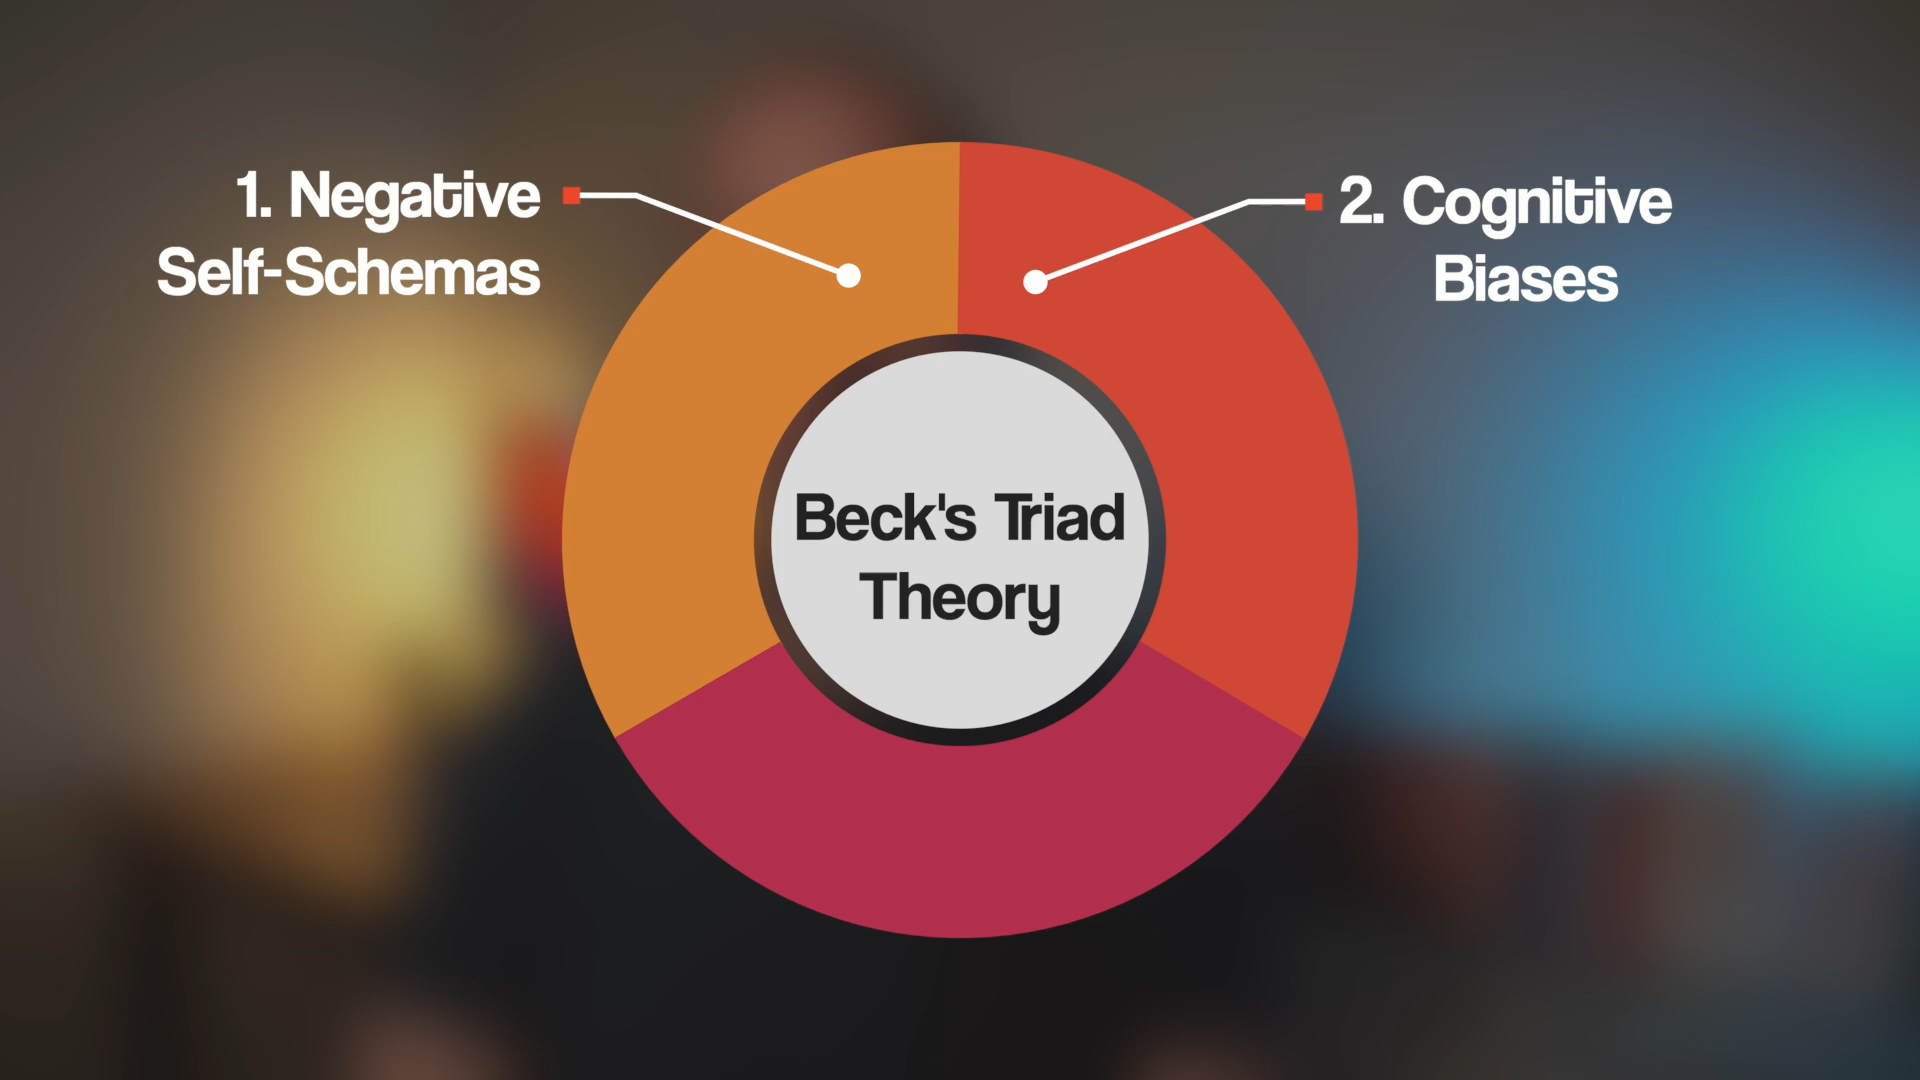 1. Negative
Self-Schemas
2. Cognitive
Biases
Beck's Triad
Theory